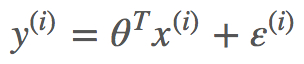 y^{(i)} = θ^T x^{(i)} + ε^{(i)}